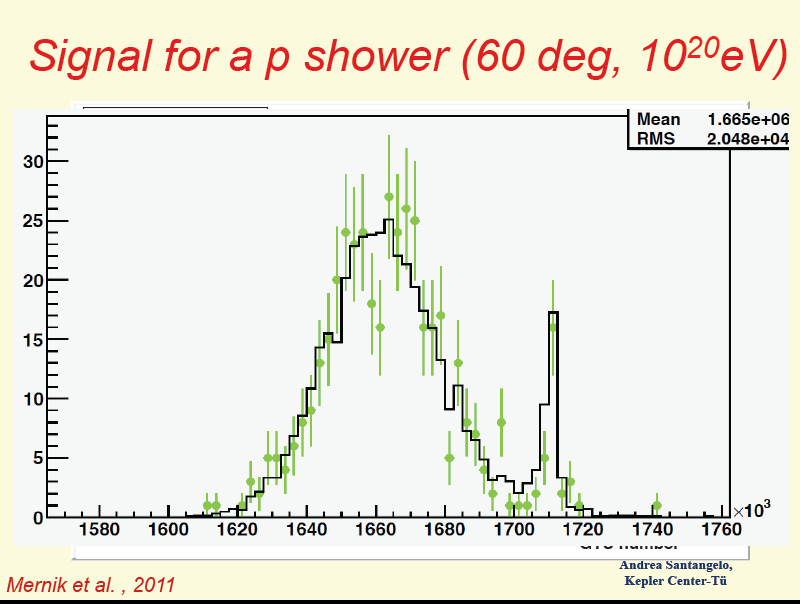 Signal for a p shower (60 deg, 10²⁰eV)
Mean 1.665e+06
RMS 2.048e+04
30
25
20
15
10
5
0
1580 1600 1620 1640 1660 1680 1700 1720 1740 1760 ×10³
Andrea Santangelo,
Kepler Center-Tü
Mernik et al. , 2011